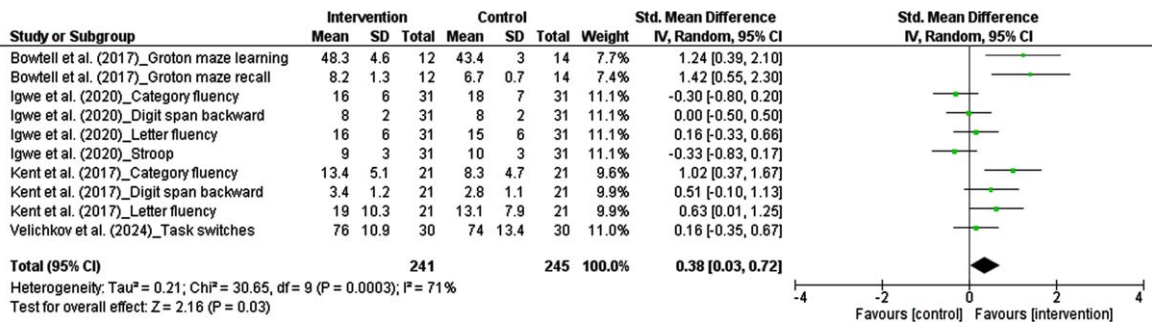 Intervention Control Std. Mean Difference Std. Mean Difference
Study or Subgroup Mean SD Total Mean SD Total Weight IV, Random, 95% CI IV, Random, 95% CI
Bowtell et al. (2017)_Groton maze learning 48.3 4.6 12 43.4 3 14 7.7% 1.24 [0.39, 2.10]
Bowtell et al. (2017)_Groton maze recall 8.2 1.3 12 6.7 0.7 14 7.4% 1.42 [0.55, 2.30]
Igwe et al. (2020)_Category fluency 16 6 31 18 7 31 11.1% -0.30 [-0.80, 0.20]
Igwe et al. (2020)_Digit span backward 8 2 31 8 2 31 11.1% 0.00 [-0.50, 0.50]
Igwe et al. (2020)_Letter fluency 16 6 31 15 6 31 11.1% 0.16 [-0.33, 0.66]
Igwe et al. (2020)_Stroop 9 3 31 10 3 31 11.1% -0.33 [-0.83, 0.17]
Kent et al. (2017)_Category fluency 13.4 5.1 21 8.3 4.7 21 9.6% 1.02 [0.37, 1.67]
Kent et al. (2017)_Digit span backward 3.4 1.2 21 2.8 1.1 21 9.9% 0.51 [-0.10, 1.13]
Kent et al. (2017)_Letter fluency 19 10.3 21 13.1 7.9 21 9.9% 0.63 [0.01, 1.25]
Velichkov et al. (2024)_Task switches 76 10.9 30 74 13.4 30 11.0% 0.16 [-0.35, 0.67]
Total (95% CI) 241 245 100.0% 0.38 [0.03, 0.72]
Heterogeneity: Tau² = 0.21; Chi² = 30.65, df = 9 (P = 0.0003); I² = 71%
Test for overall effect: Z = 2.16 (P = 0.03)
-4 -2 0 2 4
Favours [control] Favours [intervention]